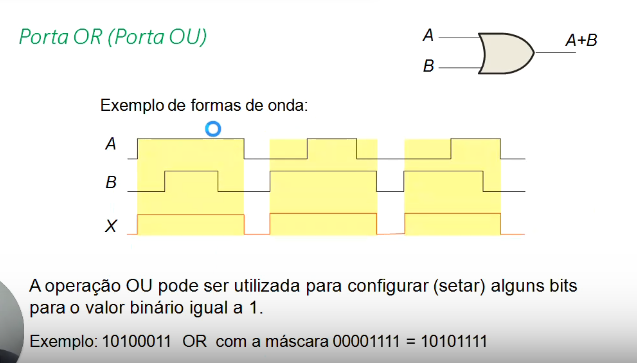 Porta OR (Porta OU)
A
B
A+B
Exemplo de formas de onda:
A
B
X
A operação OU pode ser utilizada para configurar (setar) alguns bits
para o valor binário igual a 1.
Exemplo: 10100011 OR com a máscara 00001111 = 10101111